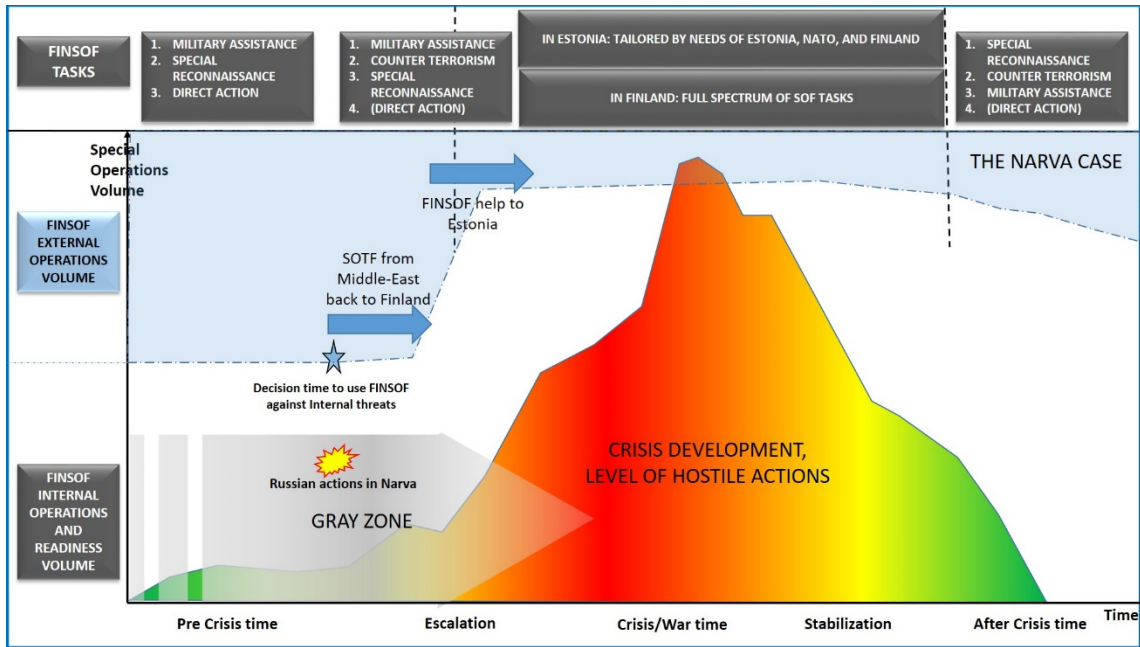 FINSOF
TASKS
1. MILITARY ASSISTANCE
2. SPECIAL
RECONNAISSANCE
3. DIRECT ACTION
1. MILITARY ASSISTANCE
2. COUNTER TERRORISM
3. SPECIAL
RECONNAISSANCE
4. (DIRECT ACTION)
IN ESTONIA: TAILORED BY NEEDS OF ESTONIA, NATO, AND FINLAND
IN FINLAND: FULL SPECTRUM OF SOF TASKS
1. SPECIAL
RECONNAISSANCE
2. COUNTER TERRORISM
3. MILITARY ASSISTANCE
4. (DIRECT ACTION)
Special
Operations
Volume
THE NARVA CASE
FINSOF
EXTERNAL
OPERATIONS
VOLUME
FINSOF help to
Estonia
SOTF from
Middle-East
back to Finland
Decision time to use FINSOF
against Internal threats
FINSOF
INTERNAL
OPERATIONS
AND
READINESS
VOLUME
Russian actions in Narva
GRAY ZONE
CRISIS DEVELOPMENT,
LEVEL OF HOSTILE ACTIONS
Time
Pre Crisis time
Escalation
Crisis/War time
Stabilization
After Crisis time